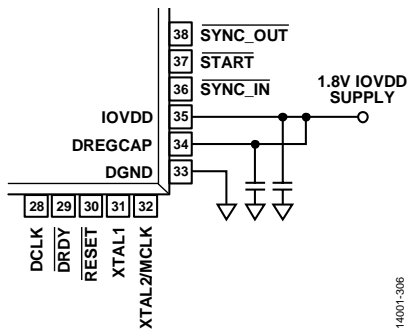 38 SYNC_OUT
37 START
36 SYNC_IN
1.8V IOVDD
SUPPLY
IOVDD 35
DREGCAP 34
DGND 33
28 29 30 31 32
DCLK
DRDY
RESET
XTAL1
XTAL2/MCLK
14001-306